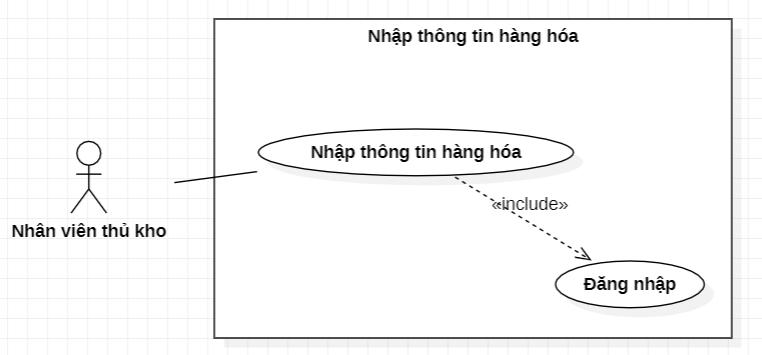 Nhập thông tin hàng hóa
Nhập thông tin hàng hóa
«include»
Nhân viên thủ kho
Đăng nhập